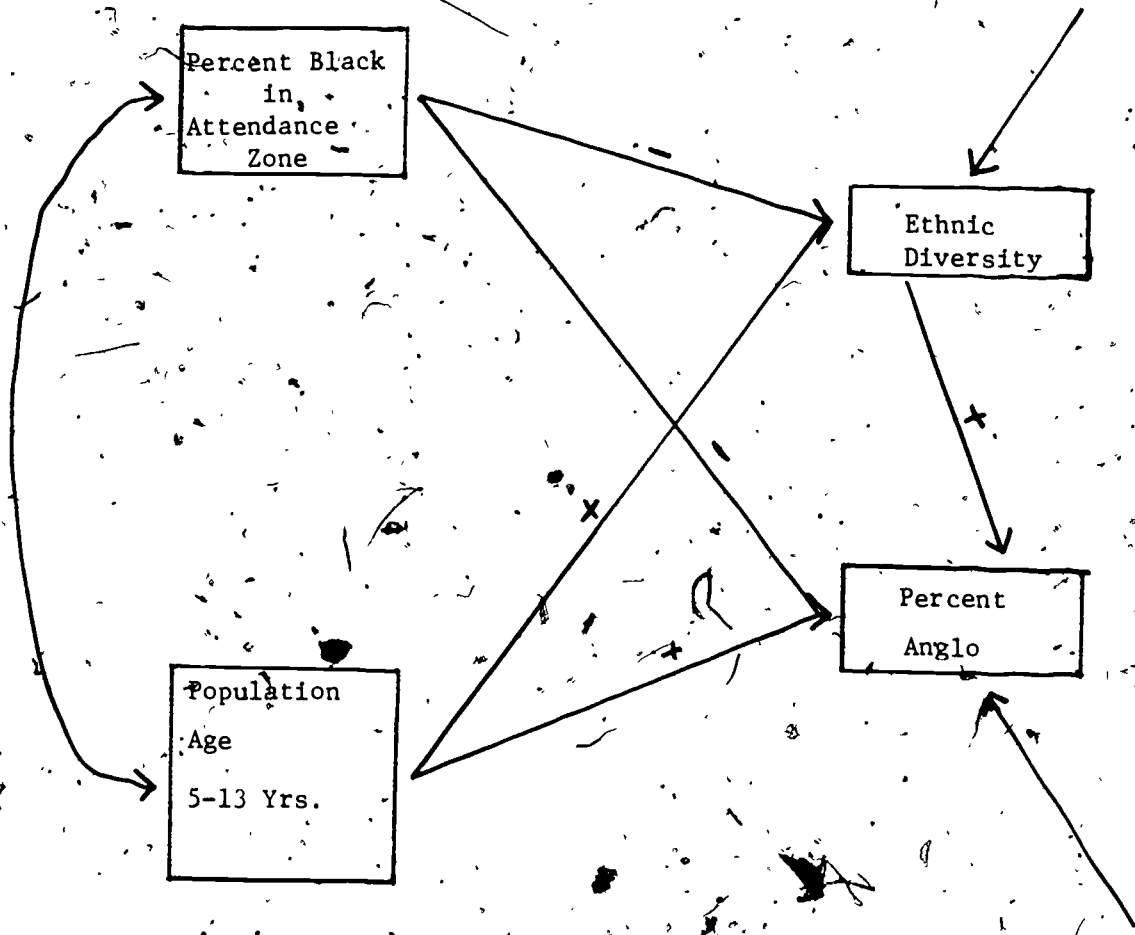 Percent Black
in
Attendance
Zone
-
Ethnic
Diversity
+
-
x
Percent
Anglo
+
Population
Age
5-13 Yrs.